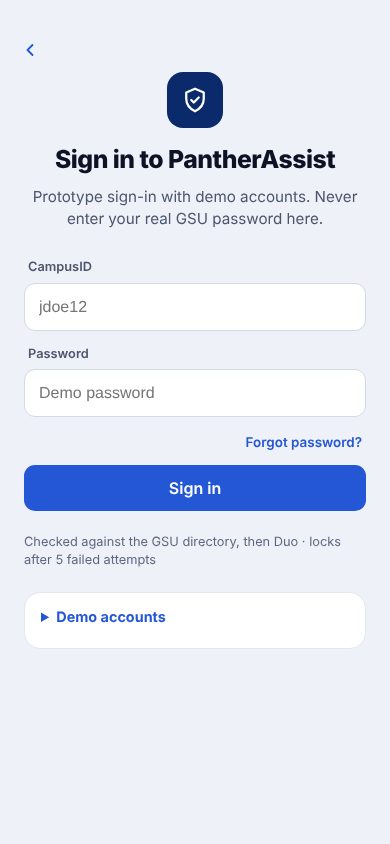 Sign in to PantherAssist
Prototype sign-in with demo accounts. Never
enter your real GSU password here.
CampusID
jdoe12
Password
Demo password
Forgot password?
Sign in
Checked against the GSU directory, then Duo · locks
after 5 failed attempts
Demo accounts